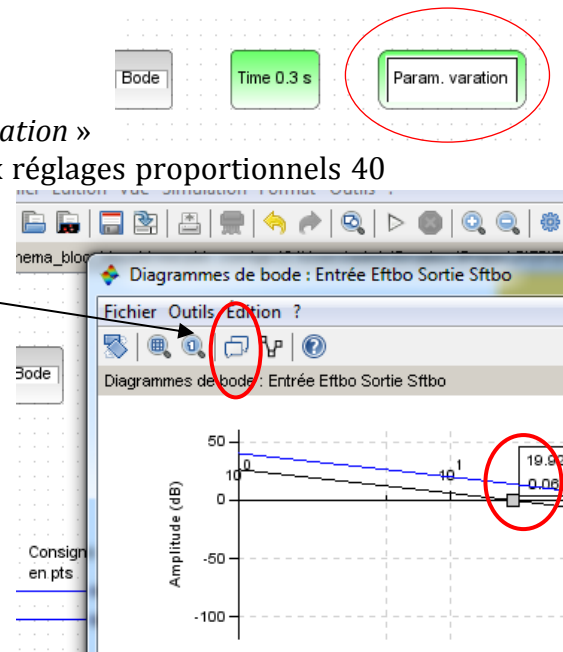 Bode
Time 0.3 s
Param. varation
ation »
x réglages proportionnels 40
Diagrammes de bode : Entrée Eftbo Sortie Sftbo
Fichier Outils Édition ?
Diagrammes de bode : Entrée Eftbo Sortie Sftbo
Bode
Consign
en pts
Amplitude (dB)
50
0
-50
-100
10^0
10^1
19.92
0.06